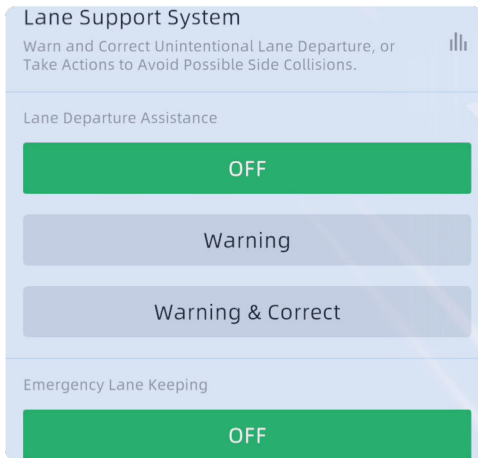 Lane Support System
Warn and Correct Unintentional Lane Departure, or
Take Actions to Avoid Possible Side Collisions.
Lane Departure Assistance
OFF
Warning
Warning & Correct
Emergency Lane Keeping
OFF